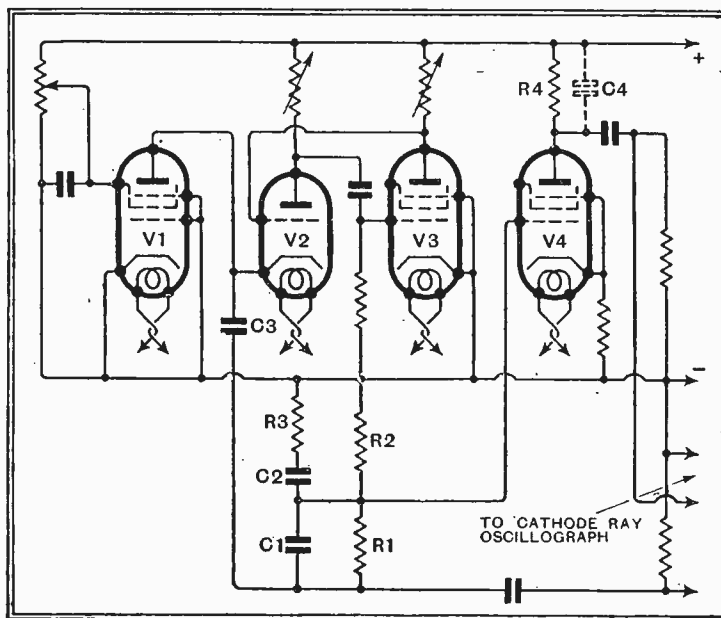 +
R4
C4
V1
V2
V3
V4
C3
−
R3
R2
C2
C1
R1
TO CATHODE RAY
OSCILLOGRAPH